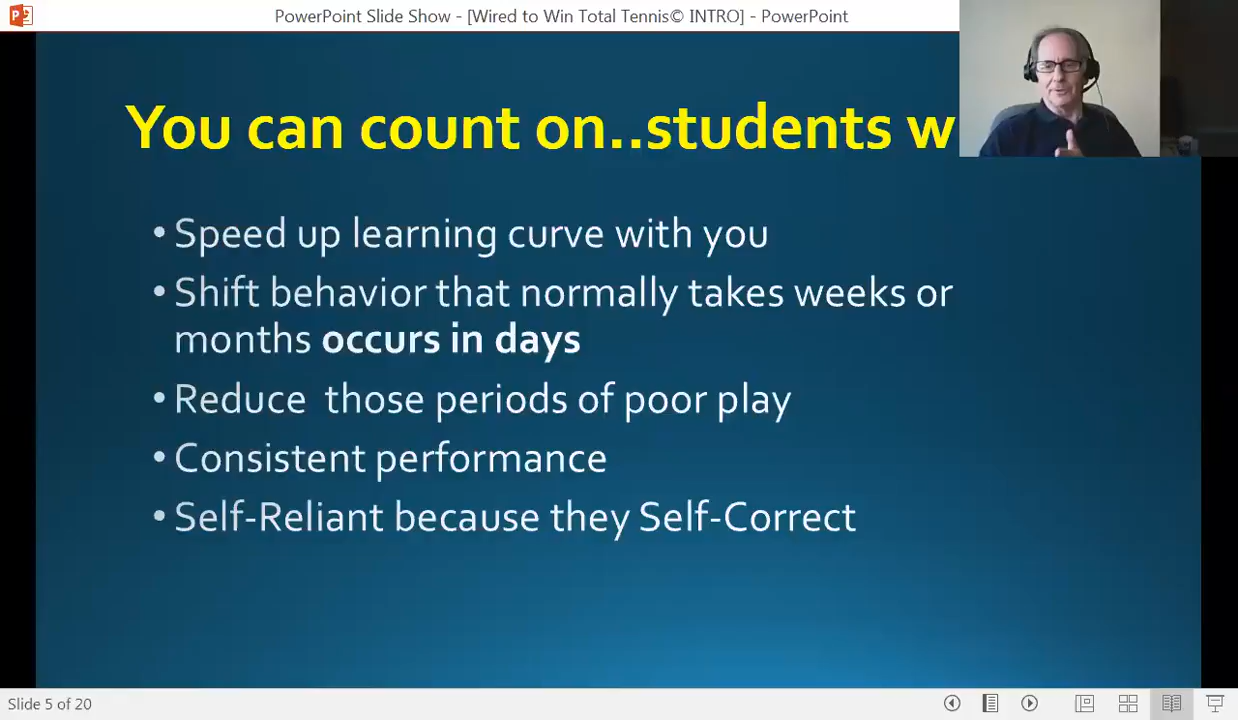 PowerPoint Slide Show - [Wired to Win Total Tennis© INTRO] - PowerPoint
You can count on..students w
• Speed up learning curve with you
• Shift behavior that normally takes weeks or
months occurs in days
• Reduce those periods of poor play
• Consistent performance
• Self-Reliant because they Self-Correct
Slide 5 of 20